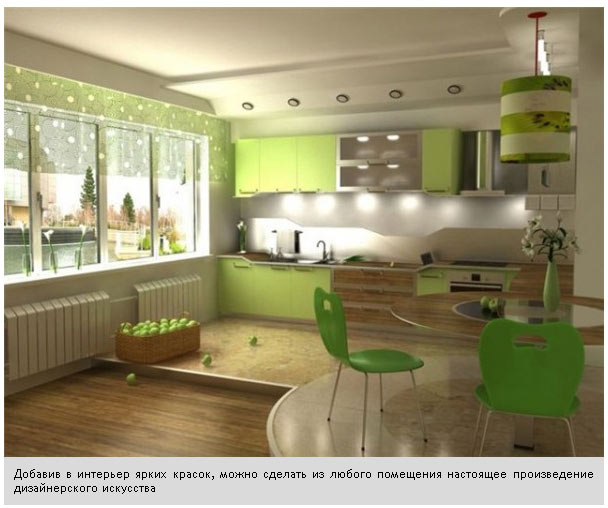 Добавив в интерьер ярких красок, можно сделать из любого помещения настоящее произведение
дизайнерского искусства